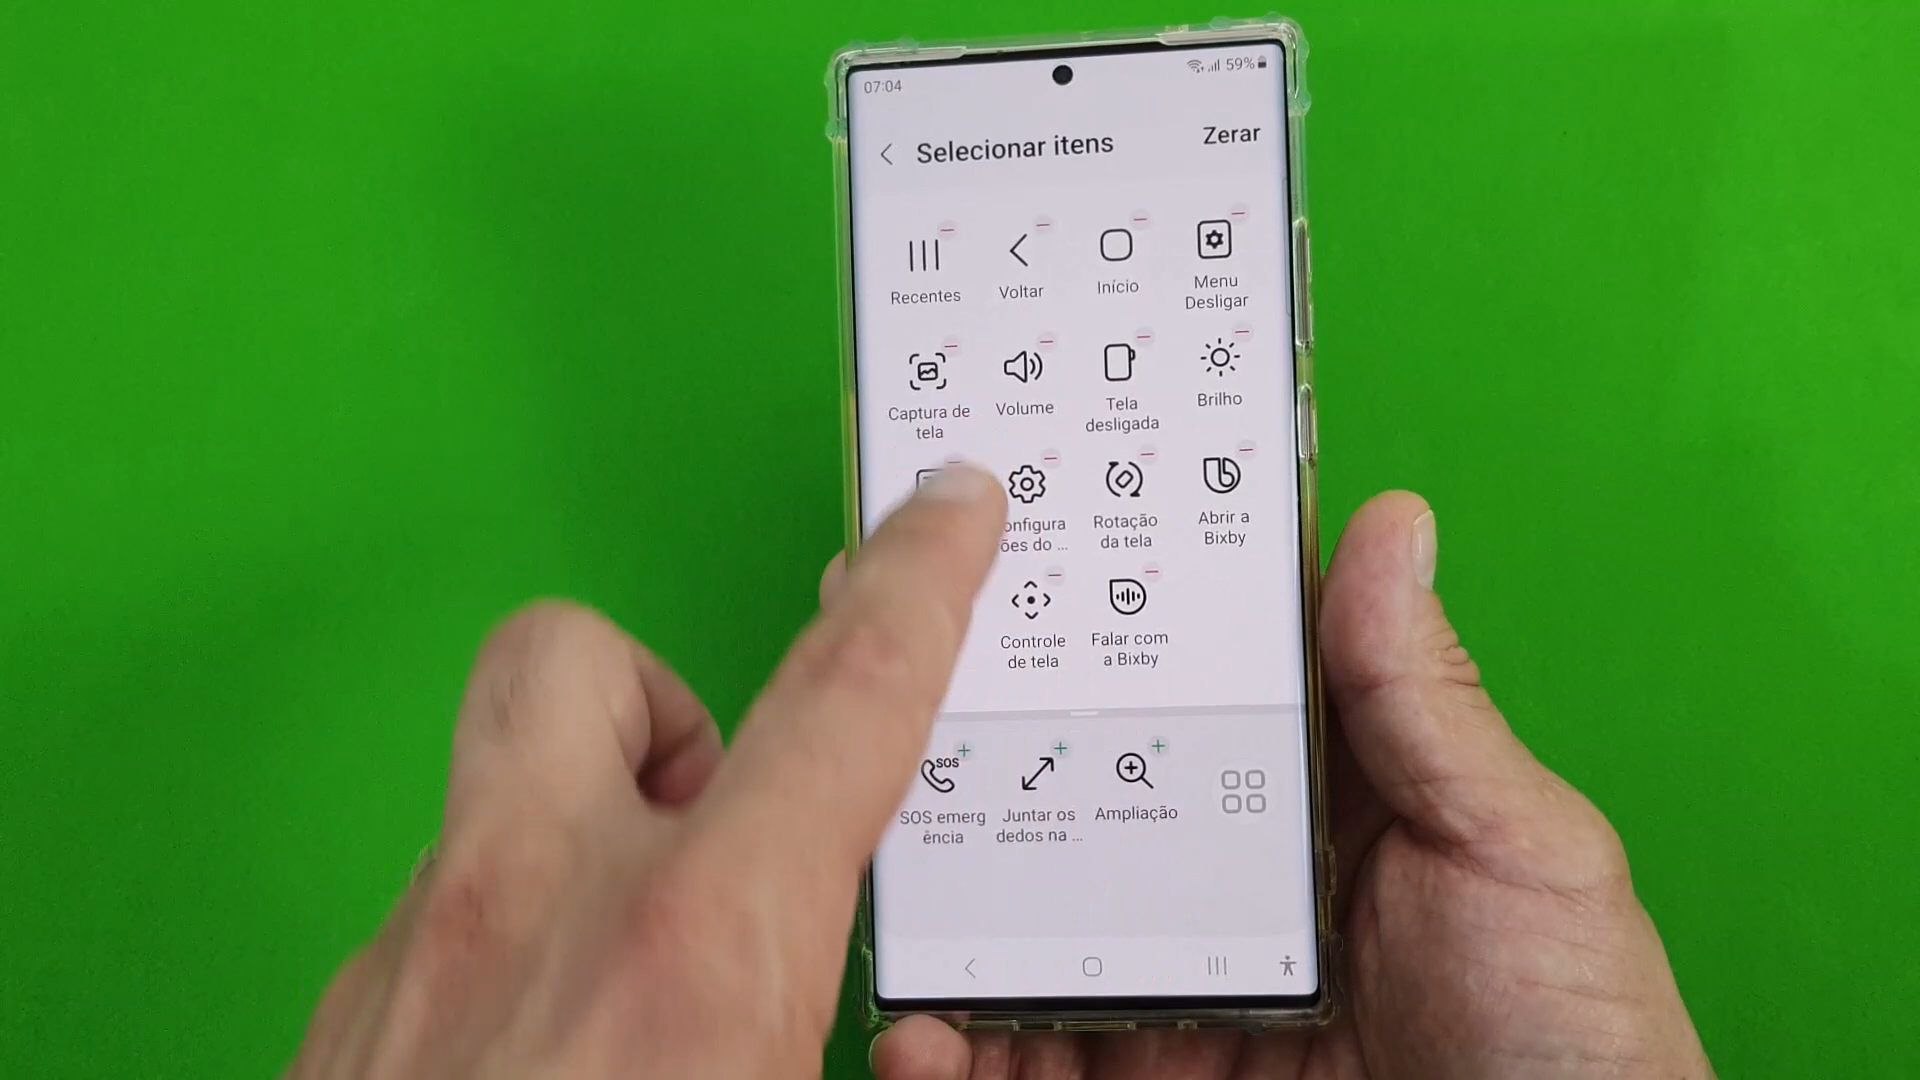 07:04
59%
Selecionar itens
Zerar
Recentes
Voltar
Início
Menu
Desligar
Captura de
tela
Volume
Tela
desligada
Brilho
onfigura
ões do ...
Rotação
da tela
Abrir a
Bixby
Controle
de tela
Falar com
a Bixby
SOS
SOS emerg
ência
Juntar os
dedos na ...
Ampliação